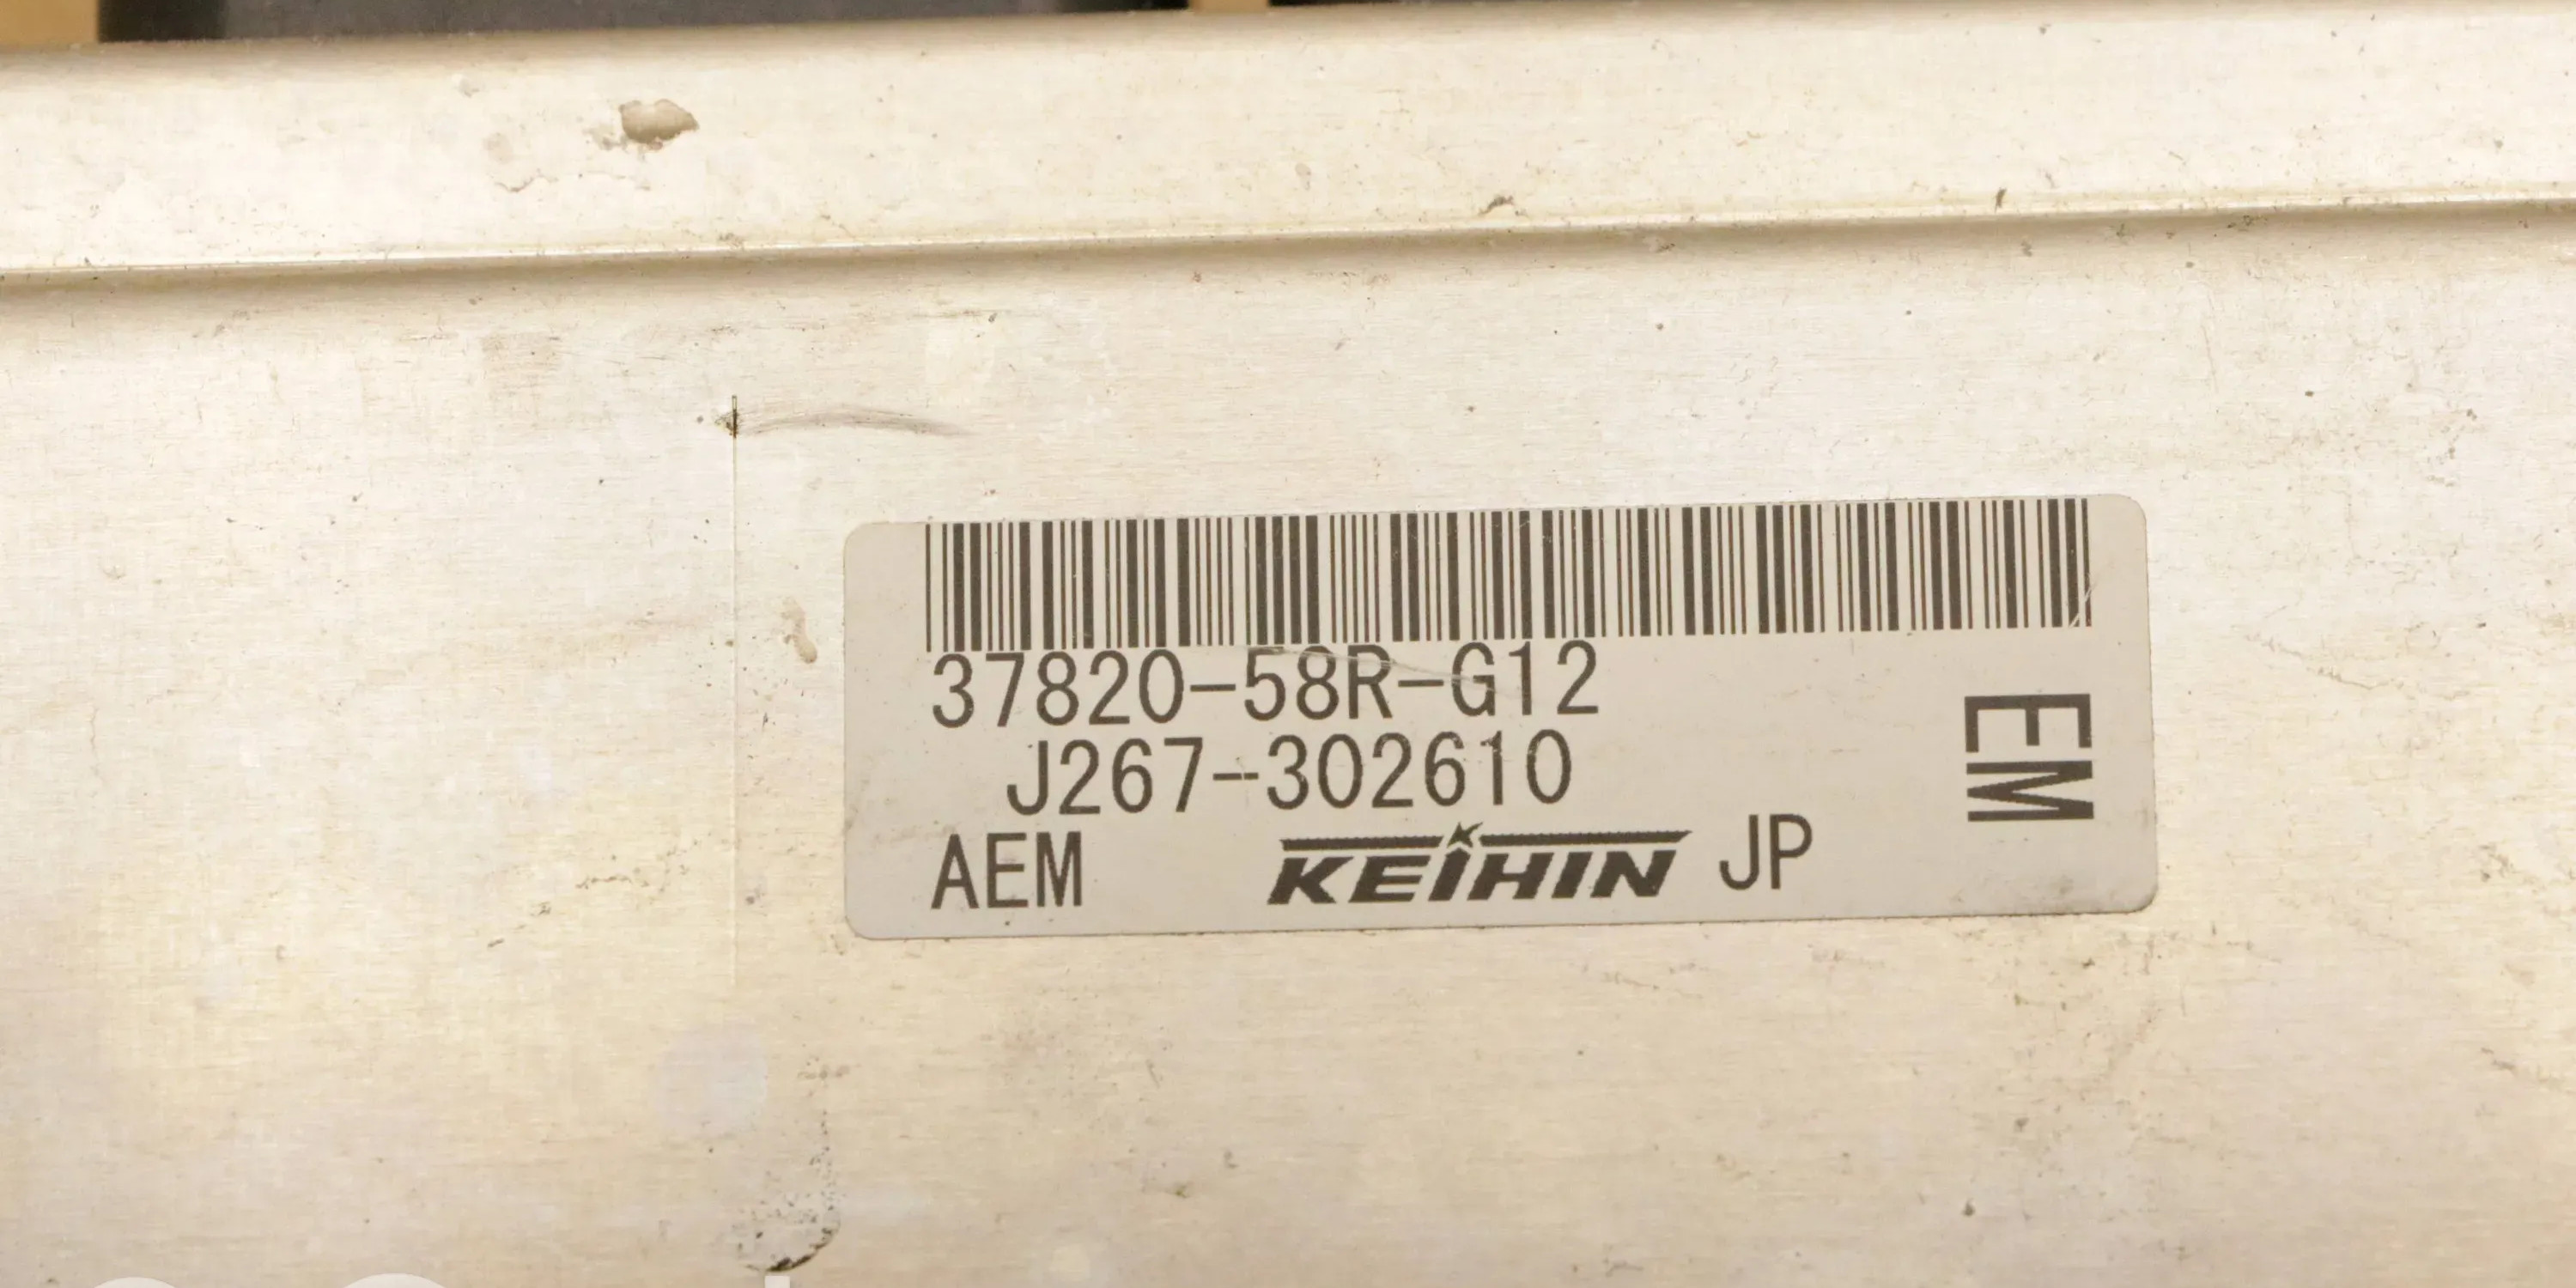 37820-58R-G12
J267-302610
AEM KEIHIN JP
EM